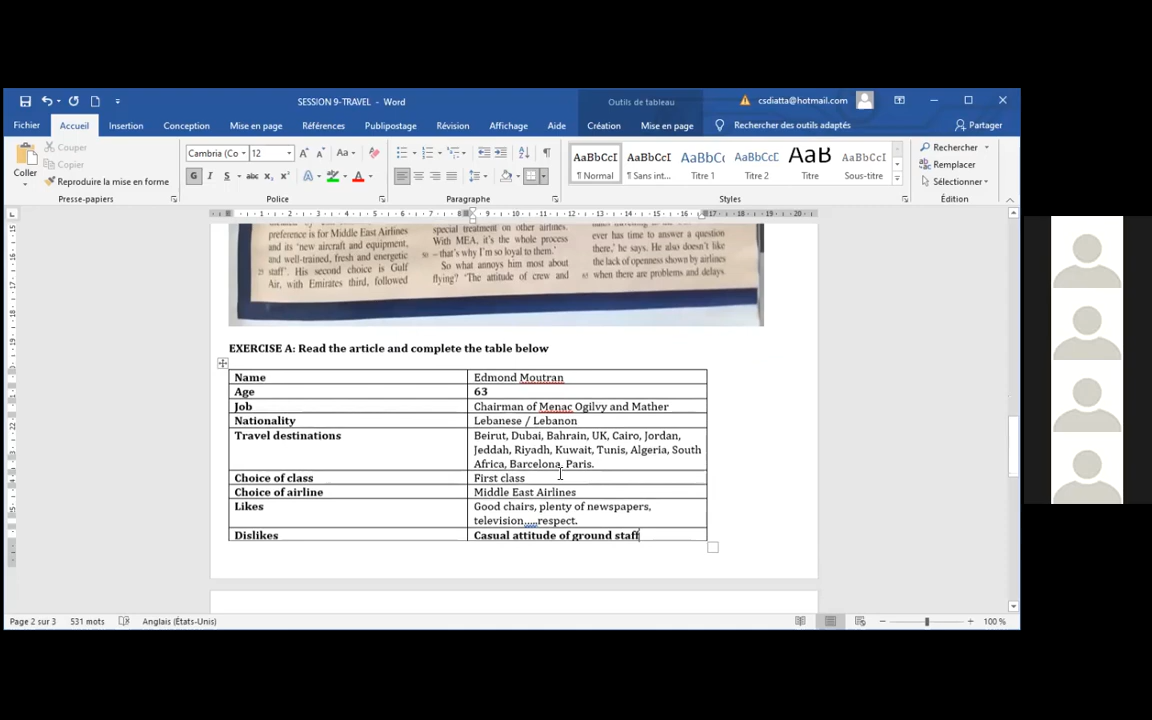 SESSION 9-TRAVEL - Word
Outils de tableau
csdiatta@hotmail.com
Fichier Accueil Insertion Conception Mise en page Références Publipostage Révision Affichage Aide Création Mise en page Rechercher des outils adaptés Partager
Coller
Couper
Copier
Reproduire la mise en forme
Presse-papiers
Cambria (Co 12
Police
Paragraphe
AaBbCcI AaBbCcI AaBbCc AaBbCcE AaB AaBbCcI
¶ Normal ¶ Sans int... Titre 1 Titre 2 Titre Sous-titre
Styles
Rechercher
Remplacer
Sélectionner
Édition
preference is for Middle East Airlines
and its 'new aircraft and equipment,
and well-trained, fresh and energetic
staff'. His second choice is Gulf
Air, with Emirates third, followed
special treatment on other airlines.
With MEA, it's the whole process
50 – that's why I'm so loyal to them.'
So what annoys him most about
flying? 'The attitude of crew and
ever has time to answer a question
there,' he says. He also doesn't like
the lack of openness shown by airlines
when there are problems and delays.
EXERCISE A: Read the article and complete the table below
Name Edmond Moutran
Age 63
Job Chairman of Menac Ogilvy and Mather
Nationality Lebanese / Lebanon
Travel destinations Beirut, Dubai, Bahrain, UK, Cairo, Jordan,
Jeddah, Riyadh, Kuwait, Tunis, Algeria, South
Africa, Barcelona, Paris.
Choice of class First class
Choice of airline Middle East Airlines
Likes Good chairs, plenty of newspapers,
television.....respect.
Dislikes Casual attitude of ground staff
Page 2 sur 3 531 mots Anglais (États-Unis) 100 %